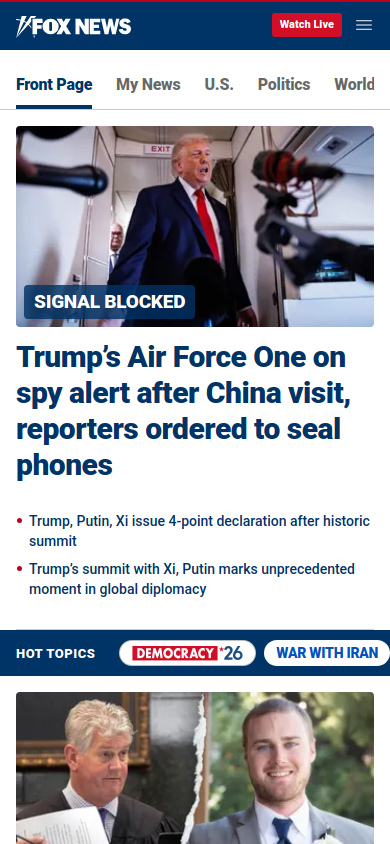 FOX NEWS
Watch Live
Front Page
My News
U.S.
Politics
World
EXIT
SIGNAL BLOCKED
Trump’s Air Force One on
spy alert after China visit,
reporters ordered to seal
phones
Trump, Putin, Xi issue 4-point declaration after historic
summit
Trump’s summit with Xi, Putin marks unprecedented
moment in global diplomacy
HOT TOPICS
DEMOCRACY '26
WAR WITH IRAN